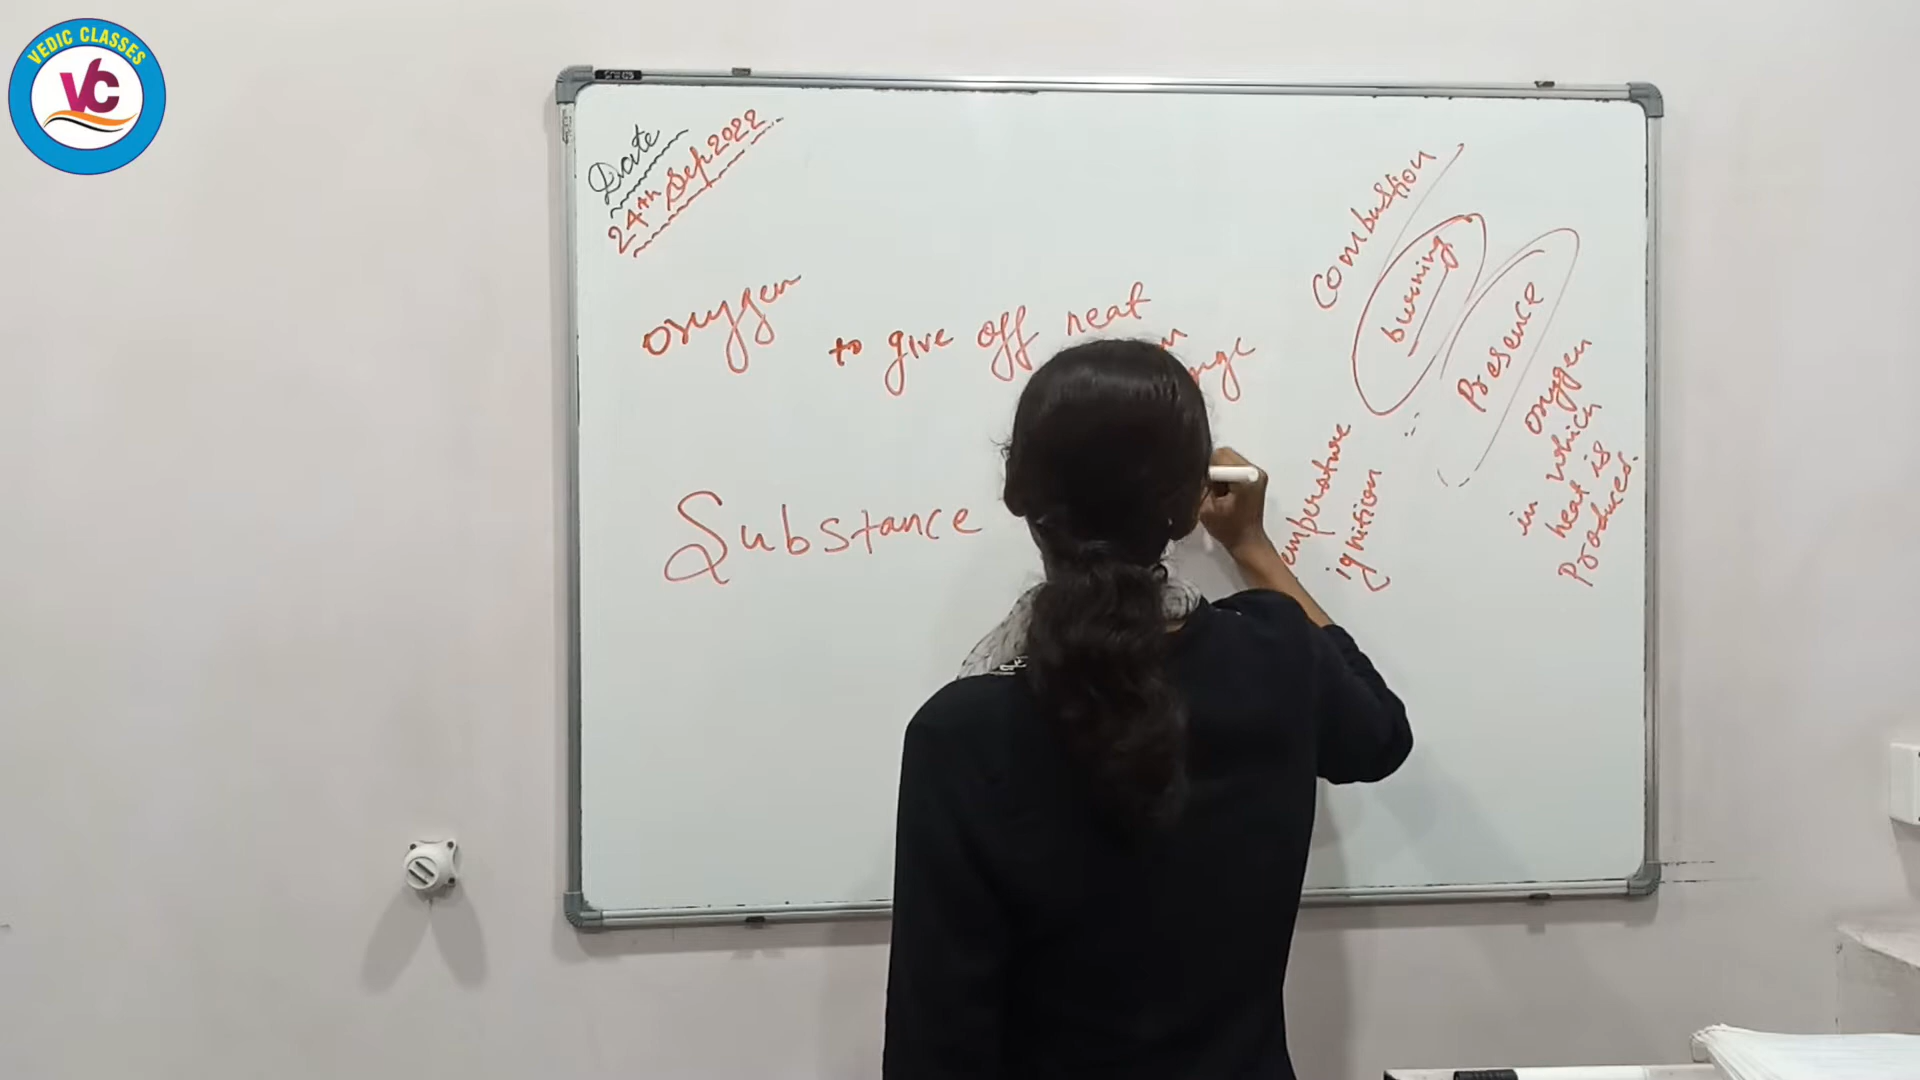 VEDIC CLASSES
VC
Date
24th Sep 2022
oxygen
to give off heat
Substance
Combustion
burning
Presence
oxygen
in which
heat is
Produced.
emperature
ignition